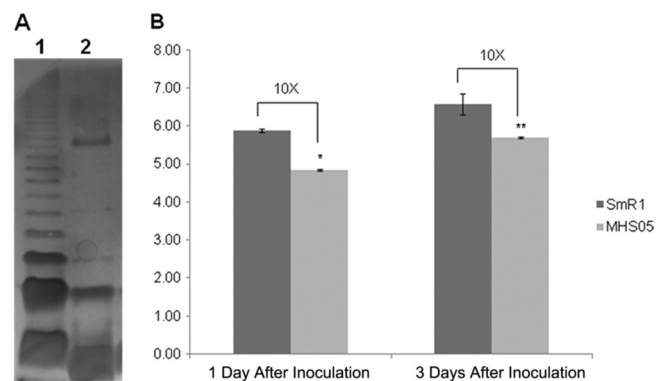 A
1 2
B
8.00
7.00
6.00
5.00
4.00
3.00
2.00
1.00
0.00
10X
*
10X
**
SmR1
MHS05
1 Day After Inoculation
3 Days After Inoculation